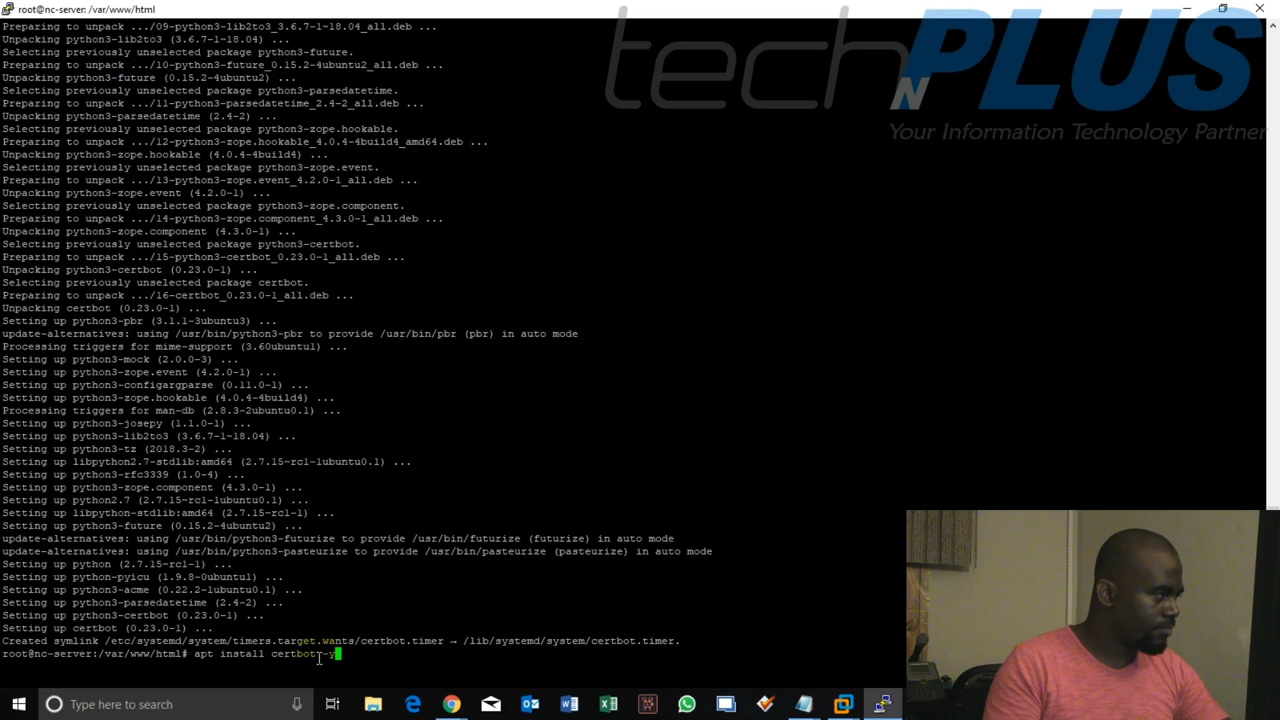 root@nc-server: /var/www/html
tech n PLUS
Your Information Technology Partner
Preparing to unpack .../09-python3-lib2to3_3.6.7-1~18.04_all.deb ...
Unpacking python3-lib2to3 (3.6.7-1~18.04) ...
Selecting previously unselected package python3-future.
Preparing to unpack .../10-python3-future_0.15.2-4ubuntu2_all.deb ...
Unpacking python3-future (0.15.2-4ubuntu2) ...
Selecting previously unselected package python3-parsedatetime.
Preparing to unpack .../11-python3-parsedatetime_2.4-2_all.deb ...
Unpacking python3-parsedatetime (2.4-2) ...
Selecting previously unselected package python3-zope.hookable.
Preparing to unpack .../12-python3-zope.hookable_4.0.4-4build4_amd64.deb ...
Unpacking python3-zope.hookable (4.0.4-4build4) ...
Selecting previously unselected package python3-zope.event.
Preparing to unpack .../13-python3-zope.event_4.2.0-1_all.deb ...
Unpacking python3-zope.event (4.2.0-1) ...
Selecting previously unselected package python3-zope.component.
Preparing to unpack .../14-python3-zope.component_4.3.0-1_all.deb ...
Unpacking python3-zope.component (4.3.0-1) ...
Selecting previously unselected package python3-certbot.
Preparing to unpack .../15-python3-certbot_0.23.0-1_all.deb ...
Unpacking python3-certbot (0.23.0-1) ...
Selecting previously unselected package certbot.
Preparing to unpack .../16-certbot_0.23.0-1_all.deb ...
Unpacking certbot (0.23.0-1) ...
Setting up python3-pbr (3.1.1-3ubuntu3) ...
update-alternatives: using /usr/bin/python3-pbr to provide /usr/bin/pbr (pbr) in auto mode
Processing triggers for mime-support (3.60ubuntu1) ...
Setting up python3-mock (2.0.0-3) ...
Setting up python3-zope.event (4.2.0-1) ...
Setting up python3-configargparse (0.11.0-1) ...
Setting up python3-zope.hookable (4.0.4-4build4) ...
Processing triggers for man-db (2.8.3-2ubuntu0.1) ...
Setting up python3-josepy (1.1.0-1) ...
Setting up python3-lib2to3 (3.6.7-1~18.04) ...
Setting up python3-tz (2018.3-2) ...
Setting up libpython2.7-stdlib:amd64 (2.7.15~rc1-1ubuntu0.1) ...
Setting up python3-rfc3339 (1.0-4) ...
Setting up python3-zope.component (4.3.0-1) ...
Setting up python2.7 (2.7.15~rc1-1ubuntu0.1) ...
Setting up libpython-stdlib:amd64 (2.7.15~rc1-1) ...
Setting up python3-future (0.15.2-4ubuntu2) ...
update-alternatives: using /usr/bin/python3-futurize to provide /usr/bin/futurize (futurize) in auto mode
update-alternatives: using /usr/bin/python3-pasteurize to provide /usr/bin/pasteurize (pasteurize) in auto mode
Setting up python (2.7.15~rc1-1) ...
Setting up python-pyicu (1.9.8-0ubuntu1) ...
Setting up python3-acme (0.22.2-1ubuntu0.1) ...
Setting up python3-parsedatetime (2.4-2) ...
Setting up python3-certbot (0.23.0-1) ...
Setting up certbot (0.23.0-1) ...
Created symlink /etc/systemd/system/timers.target.wants/certbot.timer → /lib/systemd/system/certbot.timer.
root@nc-server:/var/www/html# apt install certbot -y
Type here to search